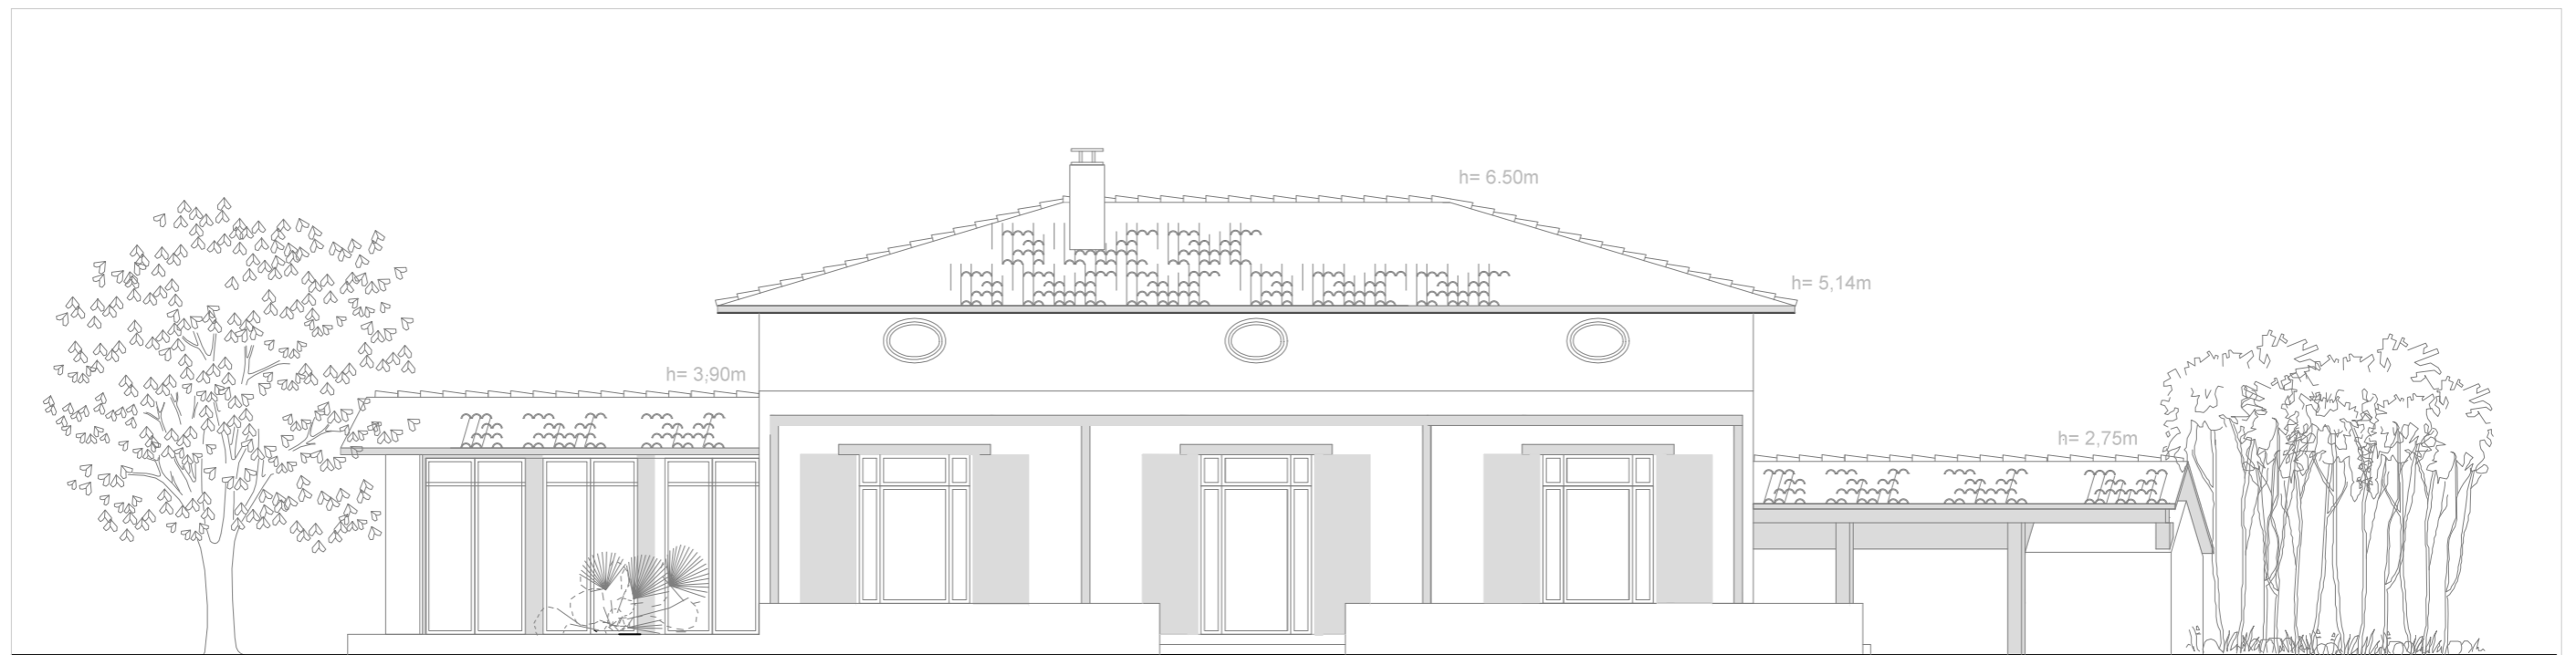 h= 6.50m
h= 5,14m
h= 3,90m
h= 2,75m